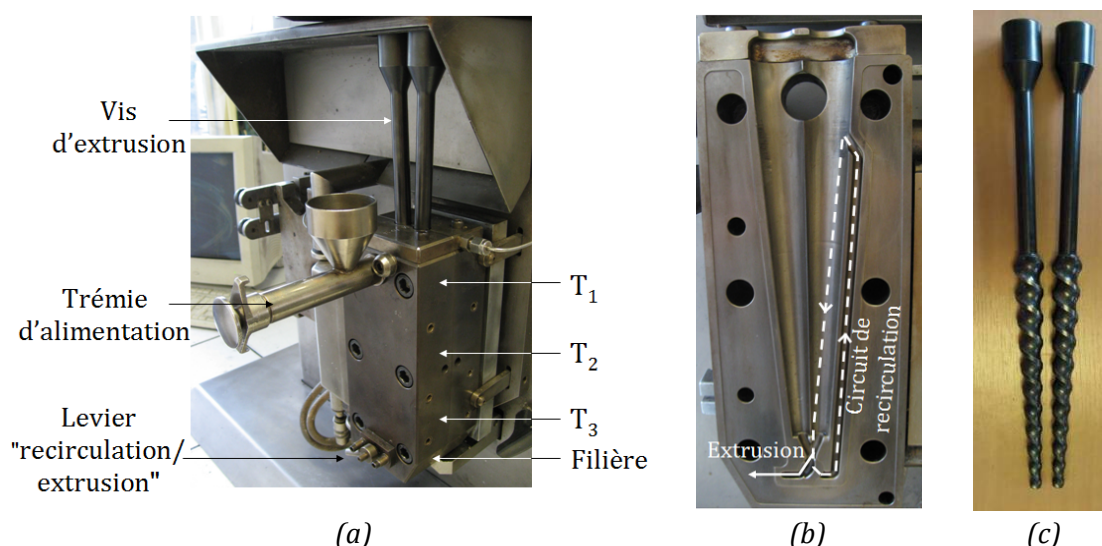 Vis
d'extrusion
Trémie
d'alimentation
Levier
"recirculation/
extrusion"
T1
T2
T3
Filière
(a)
Extrusion
Circuit de
recirculation
(b)
(c)